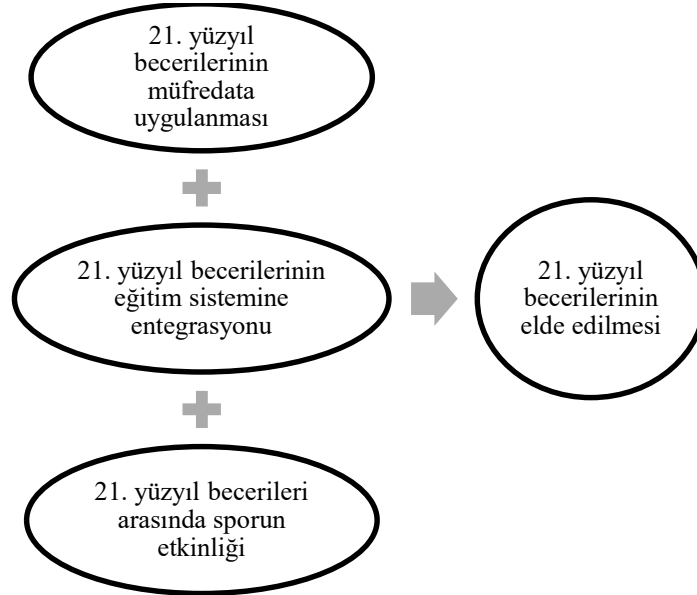 21. yüzyıl
becerilerinin
müfredata
uygulanması
21. yüzyıl becerilerinin
eğitim sistemine
entegrasyonu
21. yüzyıl becerileri
arasında sporun
etkinliği
21. yüzyıl
becerilerinin
elde edilmesi